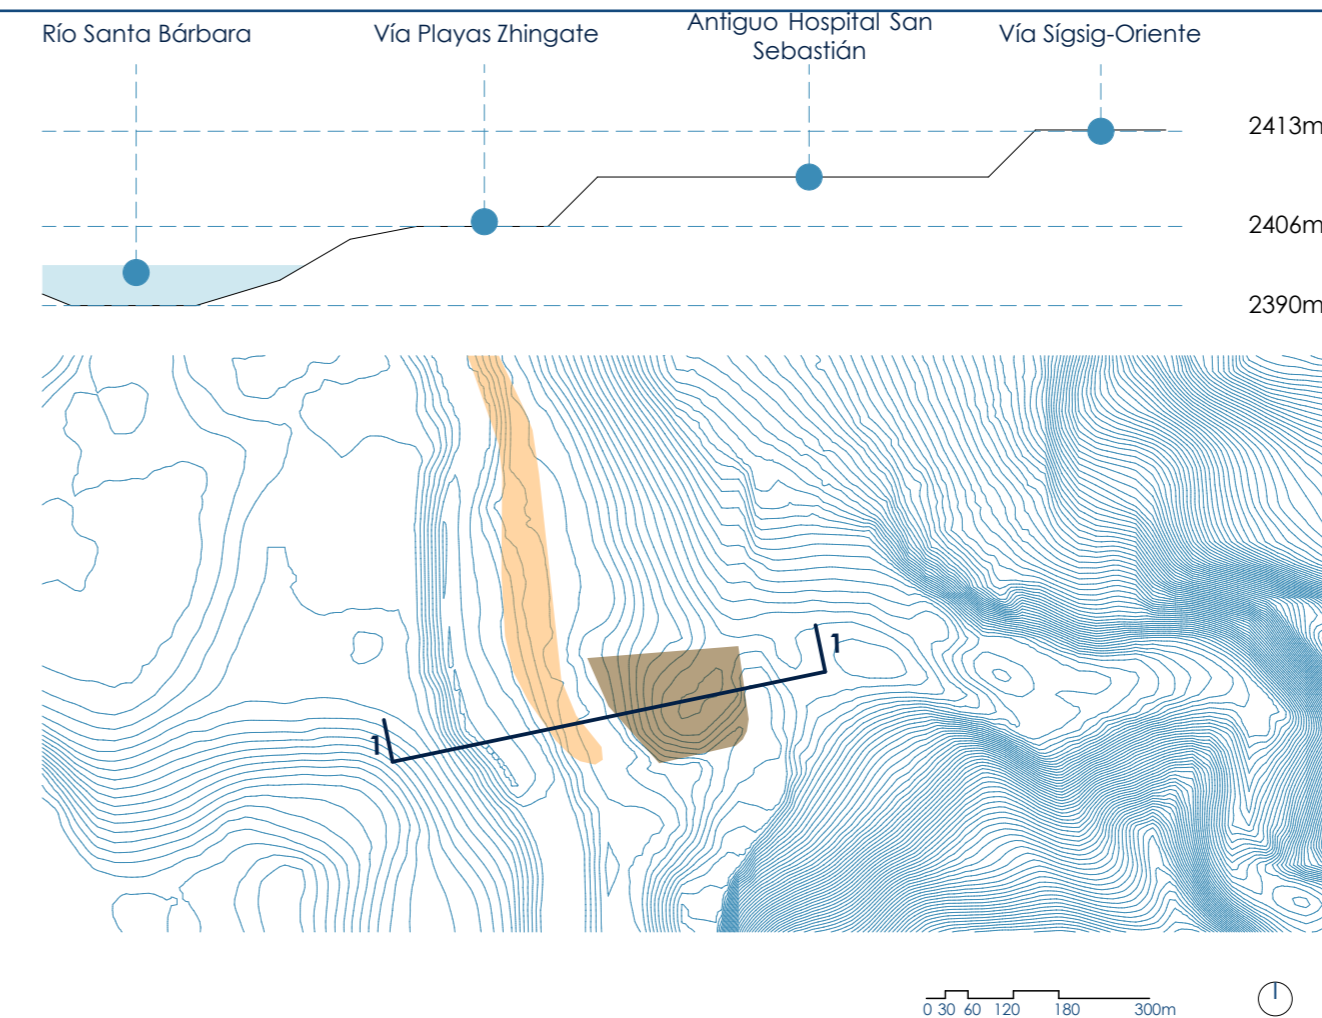 Río Santa Bárbara
Vía Playas Zhingate
Antiguo Hospital San
Sebastián
Vía Sígsig-Oriente
2413m
2406m
2390m
1
1
0 30 60 120 180 300m